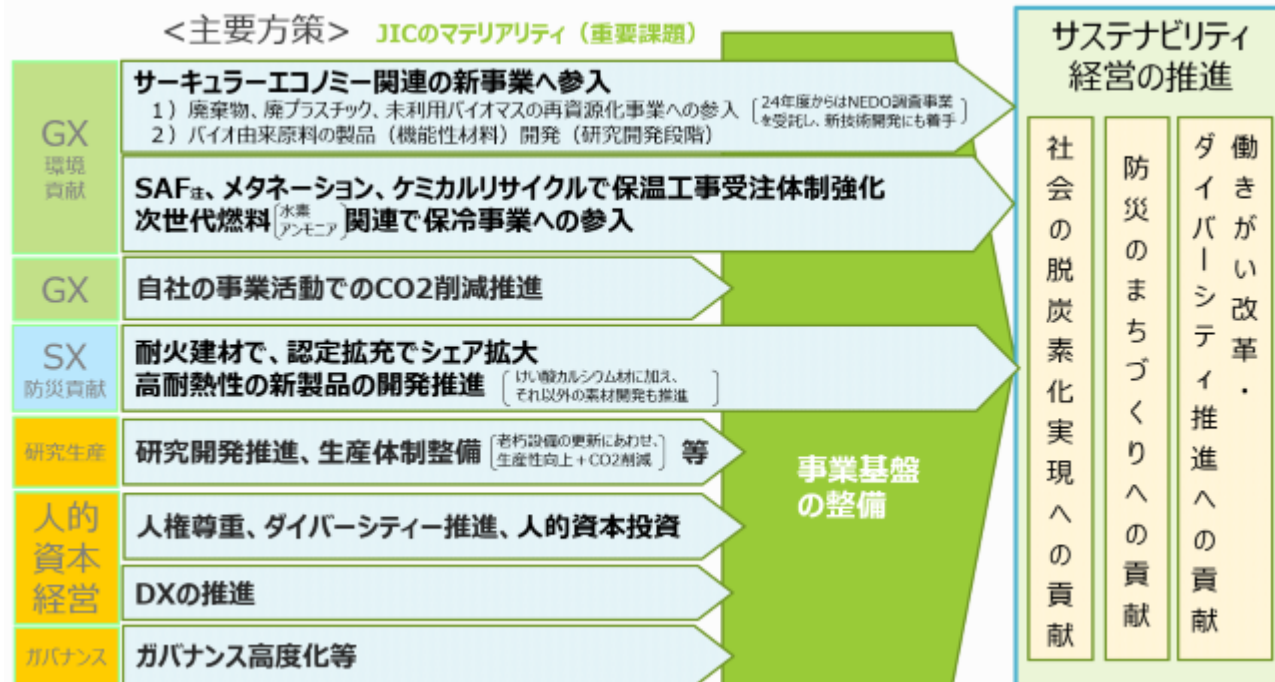 <主要方策> JICのマテリアリティ（重要課題）
GX
環境
貢献
サーキュラーエコノミー関連の新事業へ参入
1）廃棄物、廃プラスチック、未利用バイオマスの再資源化事業への参入
24年度からはNEDO調査事業
を受託し、新技術開発にも着手
2）バイオ由来原料の製品（機能性材料）開発（研究開発段階）
SAF注、メタネーション、ケミカルリサイクルで保温工事受注体制強化
次世代燃料[水素 アンモニア]関連で保冷事業への参入
GX
自社の事業活動でのCO2削減推進
SX
防災貢献
耐火建材で、認定拡充でシェア拡大
高耐熱性の新製品の開発推進
けい酸カルシウム材に加え、
それ以外の素材開発も推進
研究生産
研究開発推進、生産体制整備[老朽設備の更新にあわせ、生産性向上＋CO2削減]等
人的
資本
経営
人権尊重、ダイバーシティー推進、人的資本投資
DXの推進
ガバナンス
ガバナンス高度化等
事業基盤
の整備
サステナビリティ
経営の推進
働きがい改革・
ダイバーシティ推進への貢献
防災のまちづくりへの貢献
社会の脱炭素化実現への貢献